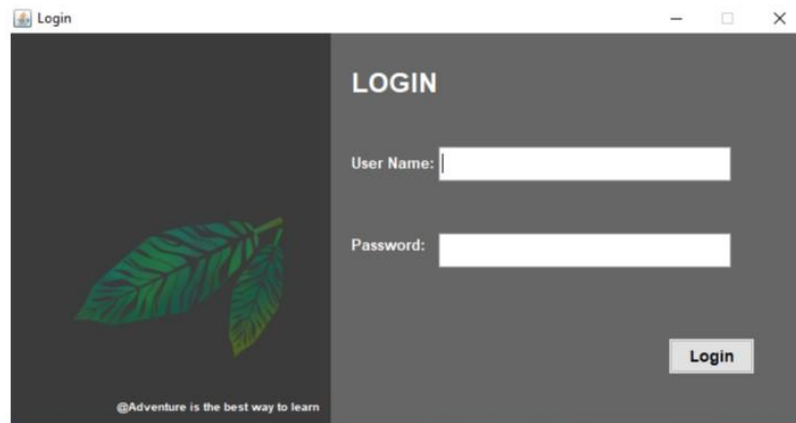 Login
LOGIN
User Name:
Password:
Login
@Adventure is the best way to learn